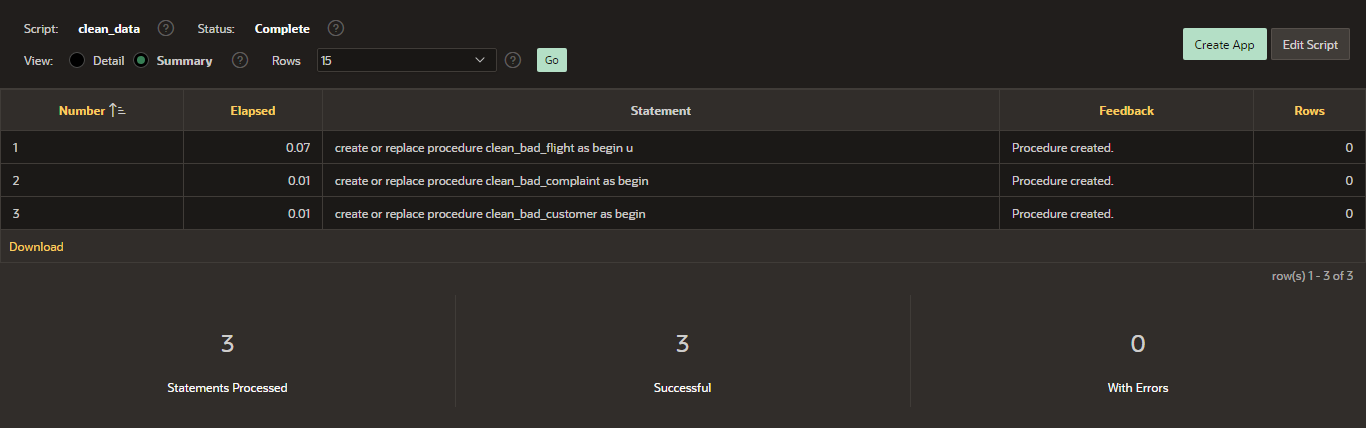 Script: clean_data ? Status: Complete ?
View: Detail Summary ? Rows 15 ? Go
Create App Edit Script
Number Elapsed Statement Feedback Rows
1 0.07 create or replace procedure clean_bad_flight as begin u Procedure created. 0
2 0.01 create or replace procedure clean_bad_complaint as begin Procedure created. 0
3 0.01 create or replace procedure clean_bad_customer as begin Procedure created. 0
Download
row(s) 1 - 3 of 3
3 3 0
Statements Processed Successful With Errors